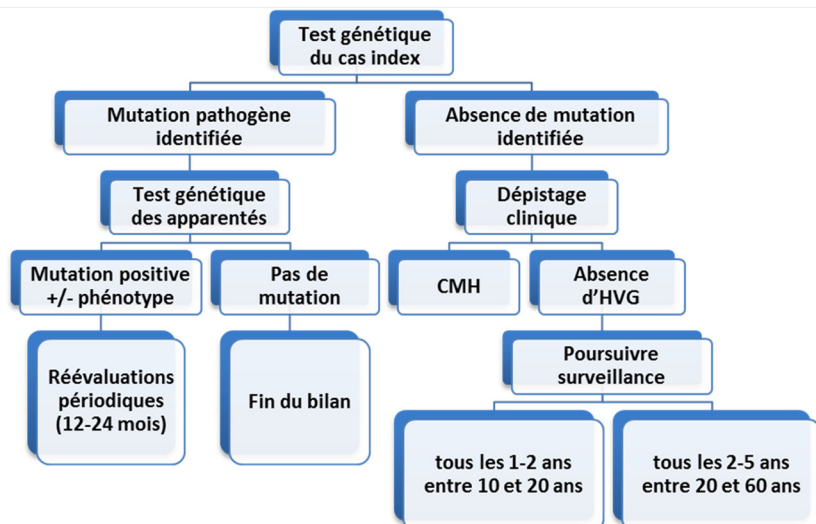 Test génétique
du cas index
Mutation pathogène
identifiée
Absence de mutation
identifiée
Test génétique
des apparentés
Dépistage
clinique
Mutation positive
+/- phénotype
Pas de
mutation
CMH
Absence
d’HVG
Réévaluations
périodiques
(12-24 mois)
Fin du bilan
Poursuivre
surveillance
tous les 1-2 ans
entre 10 et 20 ans
tous les 2-5 ans
entre 20 et 60 ans